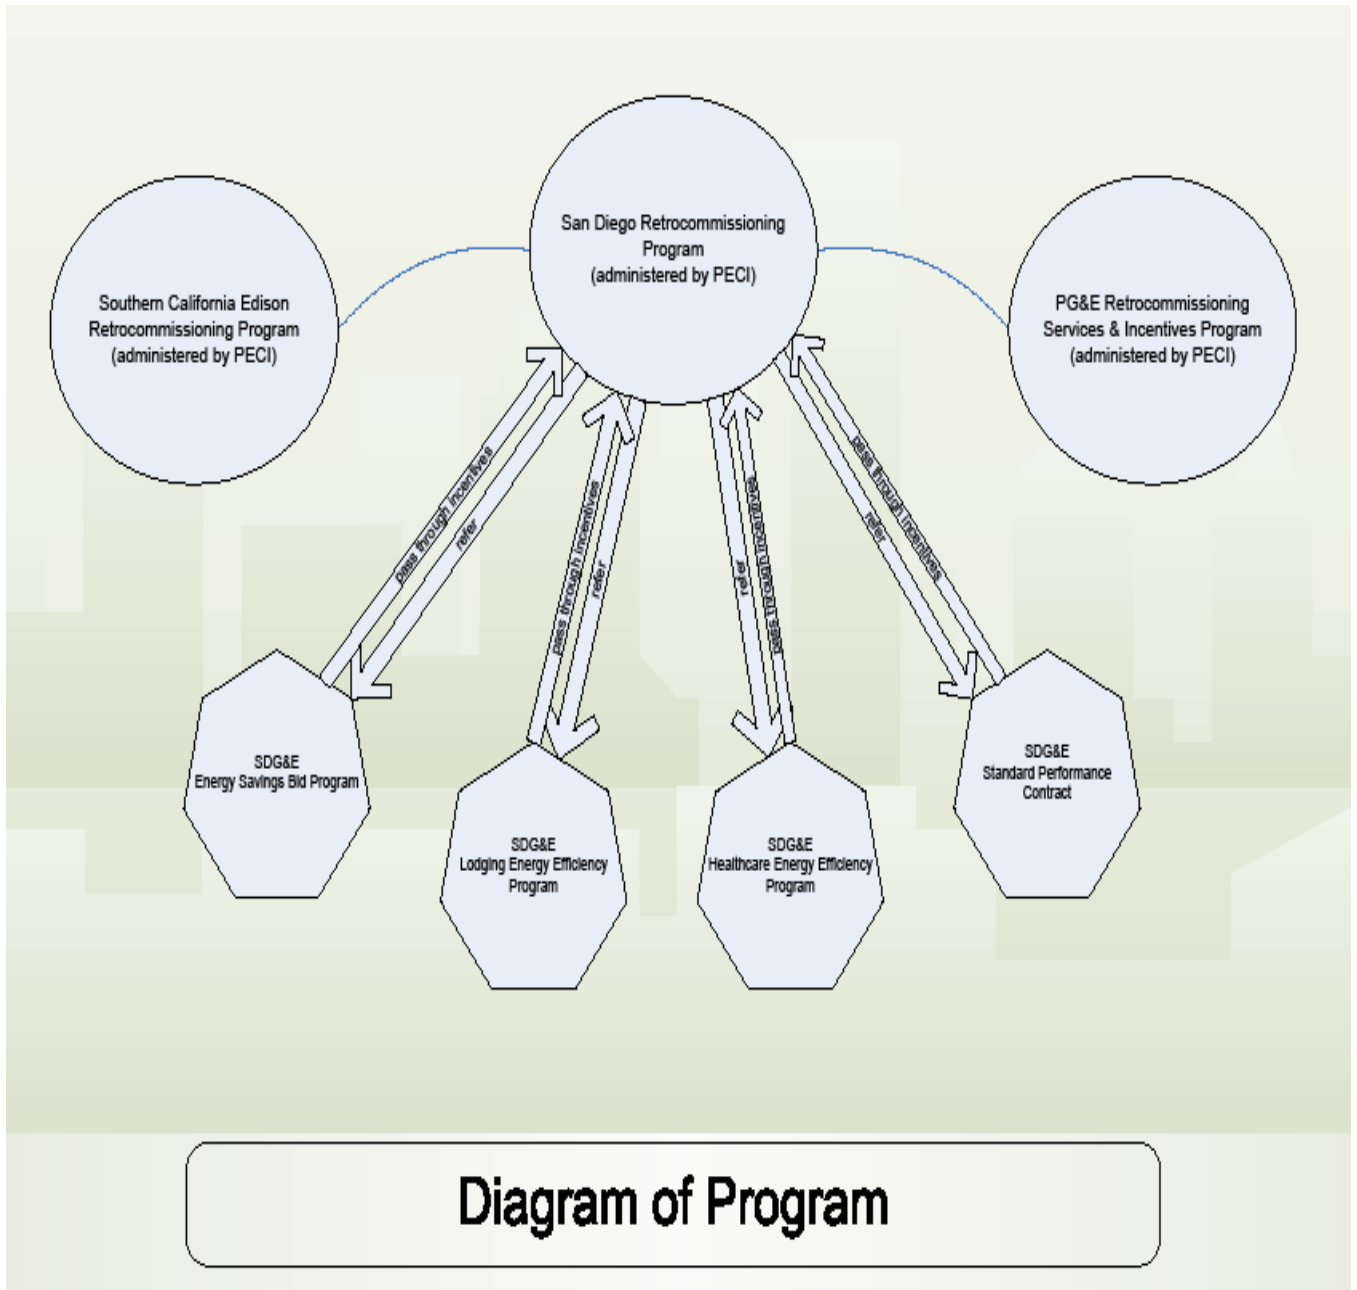 San Diego Retrocommissioning
Program
(administered by PECI)
Southern California Edison
Retrocommissioning Program
(administered by PECI)
PG&E Retrocommissioning
Services & Incentives Program
(administered by PECI)
pass through incentives
refer
pass through incentives
refer
pass through incentives
refer
pass through incentives
refer
SDG&E
Energy Savings Bid Program
SDG&E
Lodging Energy Efficiency
Program
SDG&E
Healthcare Energy Efficiency
Program
SDG&E
Standard Performance
Contract
Diagram of Program